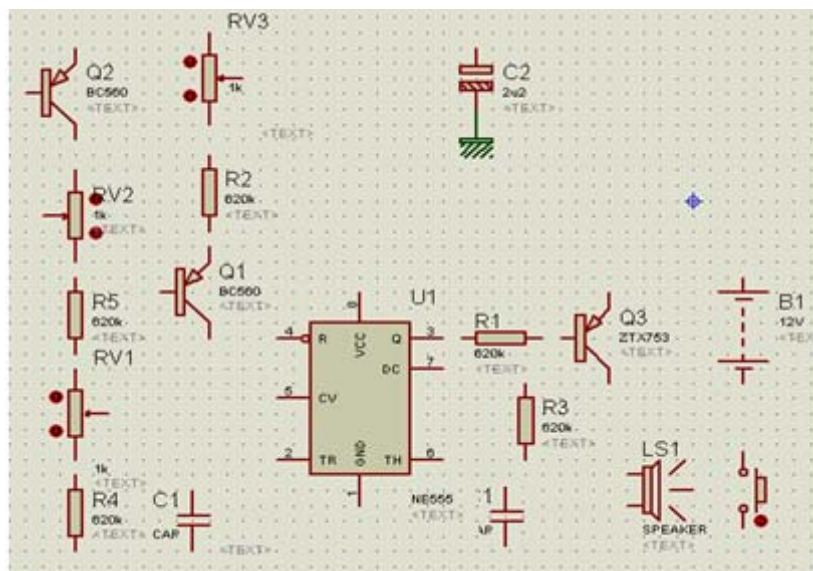 RV3
Q2
BC560
<TEXT>
1k
<TEXT>
C2
2u2
<TEXT>
RV2
1k
<TEXT>
R2
620k
<TEXT>
Q1
BC560
<TEXT>
R5
620k
<TEXT>
U1
8
VCC
4
R
Q
3
DC
7
5
CV
2
TR
GND
TH
6
1
NE555
<TEXT>
R1
620k
<TEXT>
Q3
ZTX753
<TEXT>
B1
12V
<TEXT
RV1
1k
<TEXT>
R3
620k
<TEXT>
R4
620k
<TEXT>
C1
CAP
<TEXT>
1
AP
LS1
SPEAKER
<TEXT>